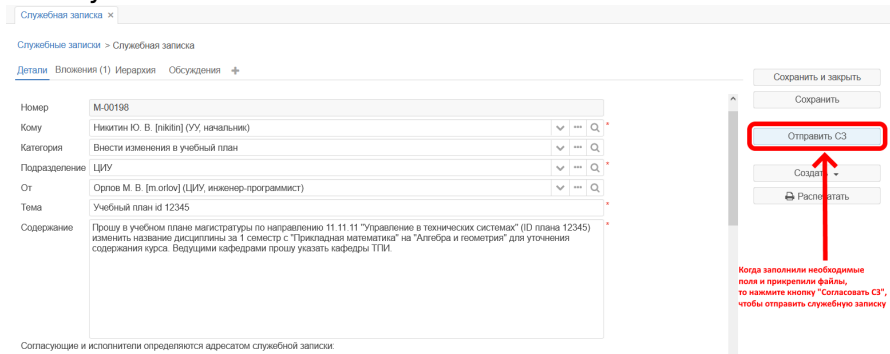 Служебная записка ×
Служебные записки > Служебная записка
Детали Вложения (1) Иерархия Обсуждения +
Сохранить и закрыть
Сохранить
Отправить СЗ
Создать
Распечатать
Номер M-00198
Кому Никитин Ю. В. [nikitin] (УУ, начальник) *
Категория Внести изменения в учебный план
Подразделение ЦИУ *
От Орлов М. В. [m.orlov] (ЦИУ, инженер-программист)
Тема Учебный план id 12345 *
Содержание Прошу в учебном плане магистратуры по направлению 11.11.11 "Управление в технических системах" (ID плана 12345) *
изменить название дисциплины за 1 семестр с "Прикладная математика" на "Алгебра и геометрия" для уточнения
содержания курса. Ведущими кафедрами прошу указать кафедры ТПИ.
Когда заполнили необходимые
поля и прикрепили файлы,
то нажмите кнопку "Согласовать СЗ",
чтобы отправить служебную записку
Согласующие и исполнители определяются адресатом служебной записки: